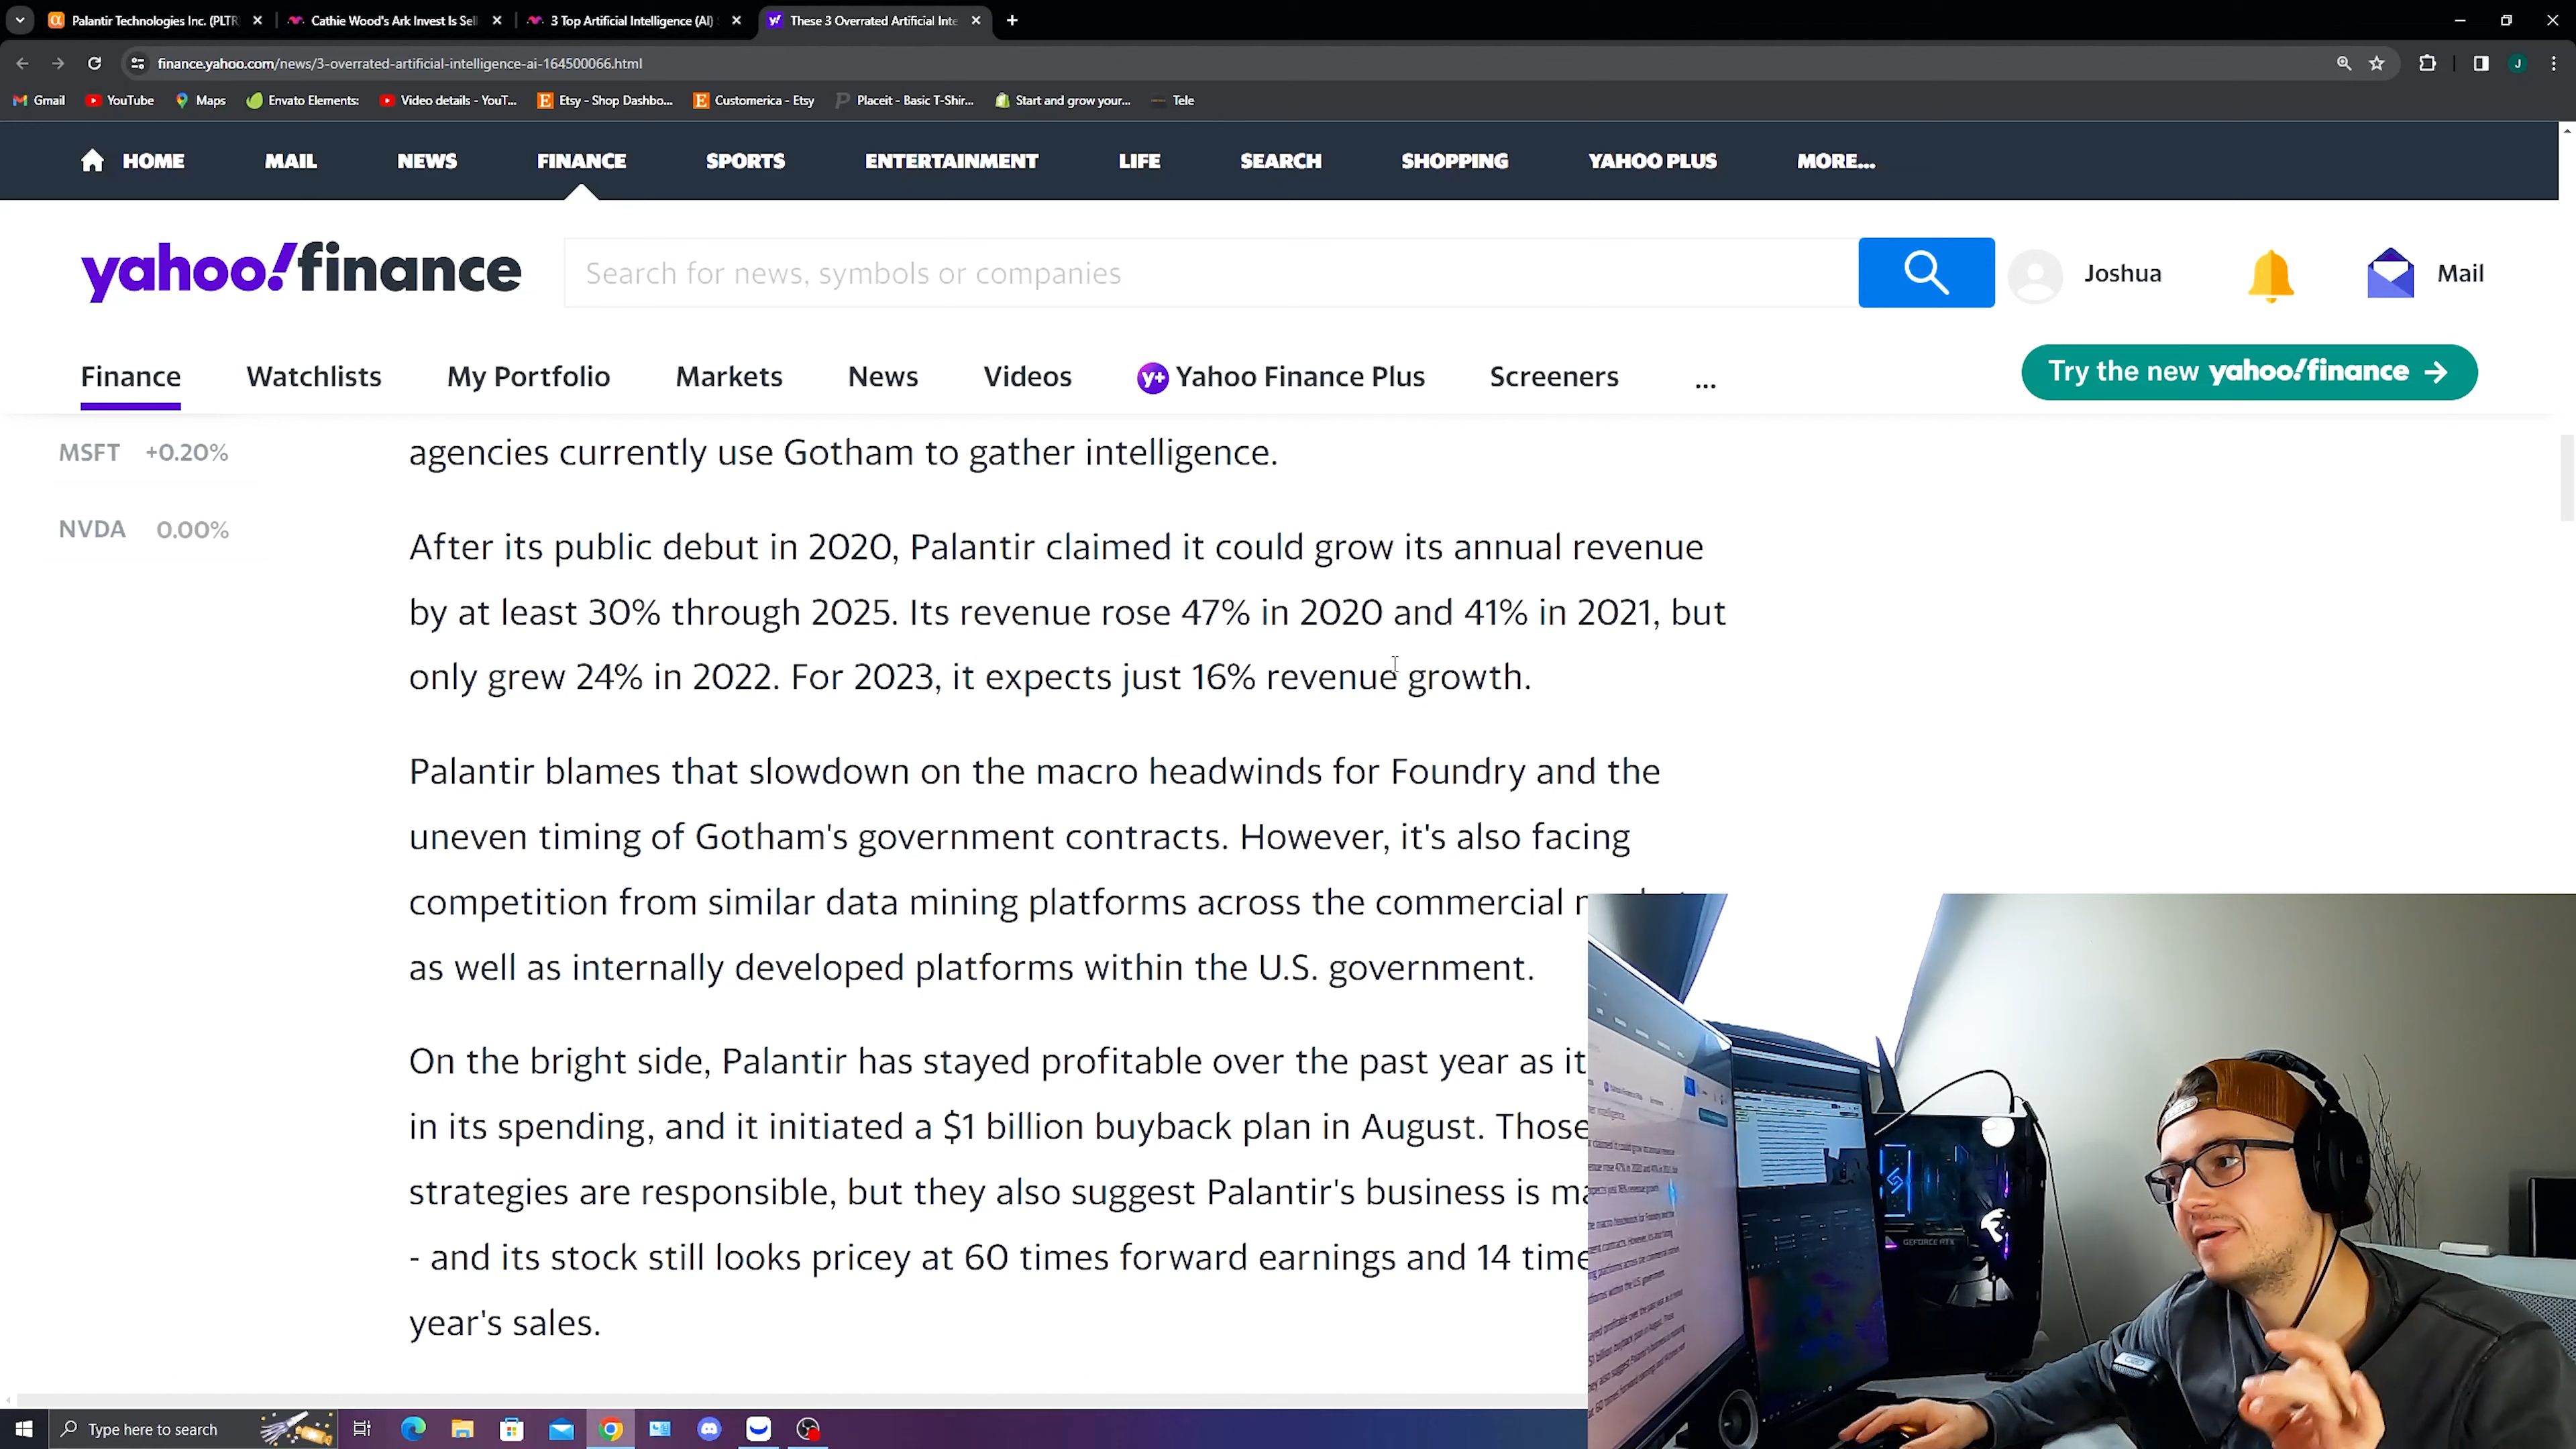 Palantir Technologies Inc. (PLTR)
Cathie Wood's Ark Invest Is Sell
3 Top Artificial Intelligence (AI) S
These 3 Overrated Artificial Inte
finance.yahoo.com/news/3-overrated-artificial-intelligence-ai-164500066.html
J
Gmail
YouTube
Maps
Envato Elements:
Video details - YouT...
Etsy - Shop Dashbo...
Customerica - Etsy
Placeit - Basic T-Shir...
Start and grow your...
Tele
HOME
MAIL
NEWS
FINANCE
SPORTS
ENTERTAINMENT
LIFE
SEARCH
SHOPPING
YAHOO PLUS
MORE...
yahoo!finance
Search for news, symbols or companies
Joshua
Mail
Finance
Watchlists
My Portfolio
Markets
News
Videos
y+ Yahoo Finance Plus
Screeners
...
Try the new yahoo!finance
MSFT +0.20%
NVDA 0.00%
agencies currently use Gotham to gather intelligence.
After its public debut in 2020, Palantir claimed it could grow its annual revenue
by at least 30% through 2025. Its revenue rose 47% in 2020 and 41% in 2021, but
only grew 24% in 2022. For 2023, it expects just 16% revenue growth.
Palantir blames that slowdown on the macro headwinds for Foundry and the
uneven timing of Gotham's government contracts. However, it's also facing
competition from similar data mining platforms across the commercial
as well as internally developed platforms within the U.S. government.
On the bright side, Palantir has stayed profitable over the past year as it
in its spending, and it initiated a $1 billion buyback plan in August. Those
strategies are responsible, but they also suggest Palantir's business is
- and its stock still looks pricey at 60 times forward earnings and 14
year's sales.
Type here to search
GEFORCE RTX